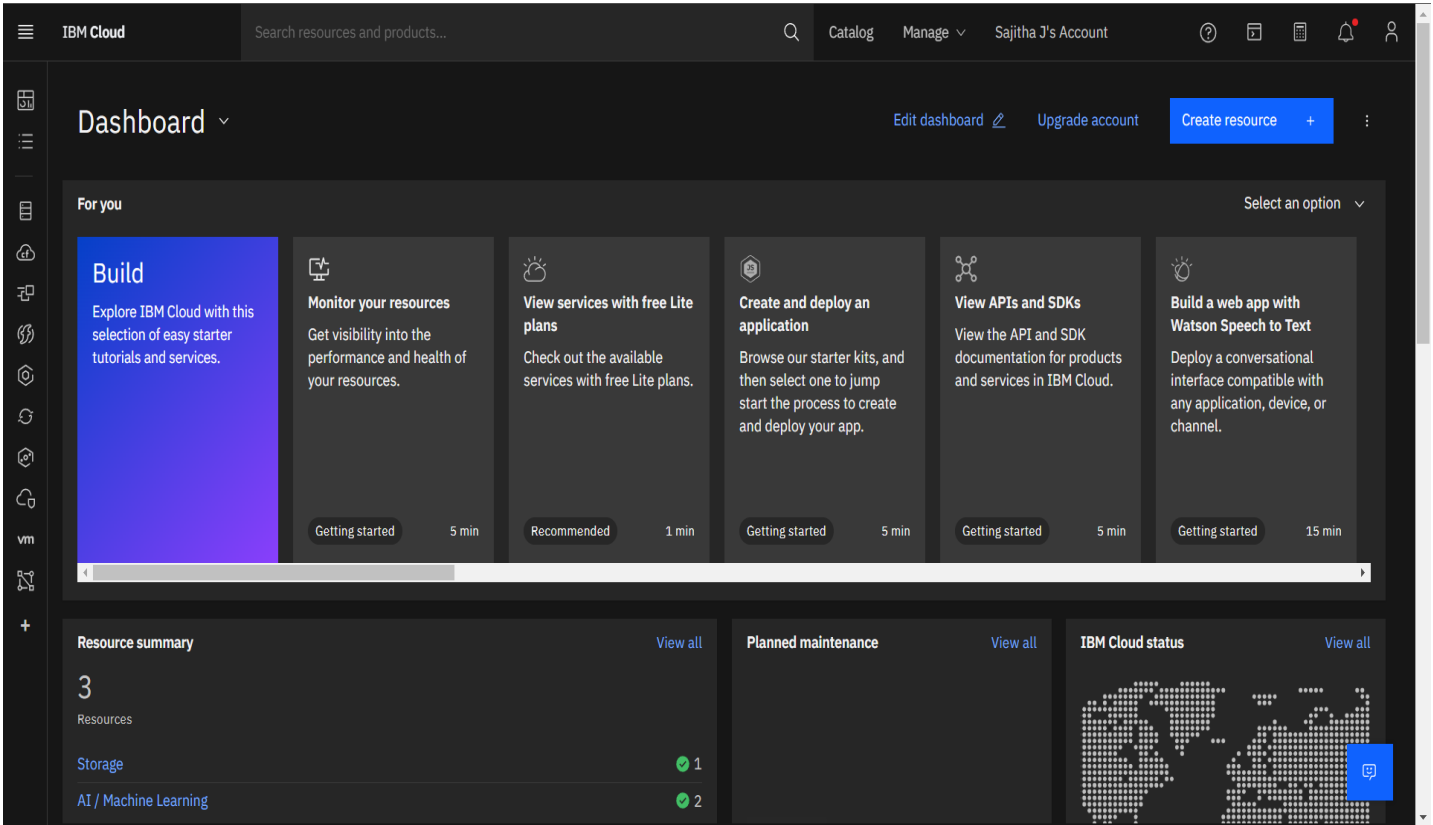 IBM Cloud
Search resources and products...
Catalog
Manage
Sajitha J's Account
Dashboard
Edit dashboard
Upgrade account
Create resource +
For you
Select an option
Build
Explore IBM Cloud with this
selection of easy starter
tutorials and services.
Monitor your resources
Get visibility into the
performance and health of
your resources.
Getting started
5 min
View services with free Lite
plans
Check out the available
services with free Lite plans.
Recommended
1 min
JS
Create and deploy an
application
Browse our starter kits, and
then select one to jump
start the process to create
and deploy your app.
Getting started
5 min
View APIs and SDKs
View the API and SDK
documentation for products
and services in IBM Cloud.
Getting started
5 min
Build a web app with
Watson Speech to Text
Deploy a conversational
interface compatible with
any application, device, or
channel.
Getting started
15 min
cf
vm
+
Resource summary
View all
3
Resources
Storage
1
AI / Machine Learning
2
Planned maintenance
View all
IBM Cloud status
View all